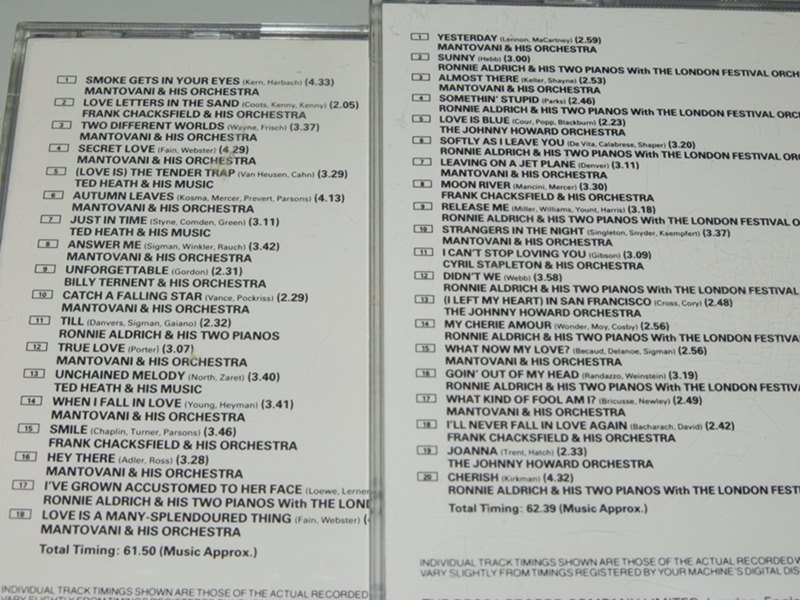 1 SMOKE GETS IN YOUR EYES (Kern, Harbach) (4.33)
MANTOVANI & HIS ORCHESTRA
2 LOVE LETTERS IN THE SAND (Coots, Kenny, Kenny) (2.05)
FRANK CHACKSFIELD & HIS ORCHESTRA
3 TWO DIFFERENT WORLDS (Wayne, Frisch) (3.37)
MANTOVANI & HIS ORCHESTRA
4 SECRET LOVE (Fain, Webster) (4.29)
MANTOVANI & HIS ORCHESTRA
5 (LOVE IS) THE TENDER TRAP (Van Heusen, Cahn) (3.29)
TED HEATH & HIS MUSIC
6 AUTUMN LEAVES (Kosma, Mercer, Prevert, Parsons) (4.13)
MANTOVANI & HIS ORCHESTRA
7 JUST IN TIME (Styne, Comden, Green) (3.11)
TED HEATH & HIS MUSIC
8 ANSWER ME (Sigman, Winkler, Rauch) (3.42)
MANTOVANI & HIS ORCHESTRA
9 UNFORGETTABLE (Gordon) (2.31)
BILLY TERNENT & HIS ORCHESTRA
10 CATCH A FALLING STAR (Vance, Pockriss) (2.29)
MANTOVANI & HIS ORCHESTRA
11 TILL (Danvers, Sigman, Gaiano) (2.32)
RONNIE ALDRICH & HIS TWO PIANOS
12 TRUE LOVE (Porter) (3.07)
MANTOVANI & HIS ORCHESTRA
13 UNCHAINED MELODY (North, Zaret) (3.40)
TED HEATH & HIS MUSIC
14 WHEN I FALL IN LOVE (Young, Heyman) (3.41)
MANTOVANI & HIS ORCHESTRA
15 SMILE (Chaplin, Turner, Parsons) (3.46)
FRANK CHACKSFIELD & HIS ORCHESTRA
16 HEY THERE (Adler, Ross) (3.28)
MANTOVANI & HIS ORCHESTRA
17 I'VE GROWN ACCUSTOMED TO HER FACE (Loewe, Lerner
RONNIE ALDRICH & HIS TWO PIANOS With THE LON
18 LOVE IS A MANY-SPLENDOURED THING (Fain, Webster) (
MANTOVANI & HIS ORCHESTRA
Total Timing: 61.50 (Music Approx.)
INDIVIDUAL TRACK TIMINGS SHOWN ARE THOSE OF THE ACTUAL RECORDED
1 YESTERDAY (Lennon, MaCartney) (2.59)
MANTOVANI & HIS ORCHESTRA
2 SUNNY (Hebb) (3.00)
RONNIE ALDRICH & HIS TWO PIANOS With THE LONDON FESTIVAL ORCH
3 ALMOST THERE (Keller, Shayne) (2.53)
MANTOVANI & HIS ORCHESTRA
4 SOMETHIN' STUPID (Parks) (2.46)
RONNIE ALDRICH & HIS TWO PIANOS With THE LONDON FESTIVAL ORC
5 LOVE IS BLUE (Cour, Popp, Blackburn) (2.23)
THE JOHNNY HOWARD ORCHESTRA
6 SOFTLY AS I LEAVE YOU (De Vita, Calabrese, Shaper) (3.20)
RONNIE ALDRICH & HIS TWO PIANOS With THE LONDON FESTIVAL OR
7 LEAVING ON A JET PLANE (Denver) (3.11)
MANTOVANI & HIS ORCHESTRA
8 MOON RIVER (Mancini, Mercer) (3.30)
FRANK CHACKSFIELD & HIS ORCHESTRA
9 RELEASE ME (Miller, Williams, Yount, Harris) (3.18)
RONNIE ALDRICH & HIS TWO PIANOS With THE LONDON FESTIVAL O
10 STRANGERS IN THE NIGHT (Singleton, Snyder, Kaempfert) (3.37)
MANTOVANI & HIS ORCHESTRA
11 I CAN'T STOP LOVING YOU (Gibson) (3.09)
CYRIL STAPLETON & HIS ORCHESTRA
12 DIDN'T WE (Webb) (3.58)
RONNIE ALDRICH & HIS TWO PIANOS With THE LONDON FESTIVAL
13 (I LEFT MY HEART) IN SAN FRANCISCO (Cross, Cory) (2.48)
THE JOHNNY HOWARD ORCHESTRA
14 MY CHERIE AMOUR (Wonder, Moy, Cosby) (2.56)
RONNIE ALDRICH & HIS TWO PIANOS With THE LONDON FESTIVAL
15 WHAT NOW MY LOVE? (Becaud, Delanoe, Sigman) (2.56)
MANTOVANI & HIS ORCHESTRA
16 GOIN' OUT OF MY HEAD (Randazzo, Weinstein) (3.19)
RONNIE ALDRICH & HIS TWO PIANOS With THE LONDON FESTIVA
17 WHAT KIND OF FOOL AM I? (Bricusse, Newley) (2.49)
MANTOVANI & HIS ORCHESTRA
18 I'LL NEVER FALL IN LOVE AGAIN (Bacharach, David) (2.42)
FRANK CHACKSFIELD & HIS ORCHESTRA
19 JOANNA (Trent, Hatch) (2.33)
THE JOHNNY HOWARD ORCHESTRA
20 CHERISH (Kirkman) (4.32)
RONNIE ALDRICH & HIS TWO PIANOS With THE LONDON FEST
Total Timing: 62.39 (Music Approx.)
INDIVIDUAL TRACK TIMINGS SHOWN ARE THOSE OF THE ACTUAL RECORDED W
VARY SLIGHTLY FROM TIMINGS REGISTERED BY YOUR MACHINE'S DIGITAL DIS